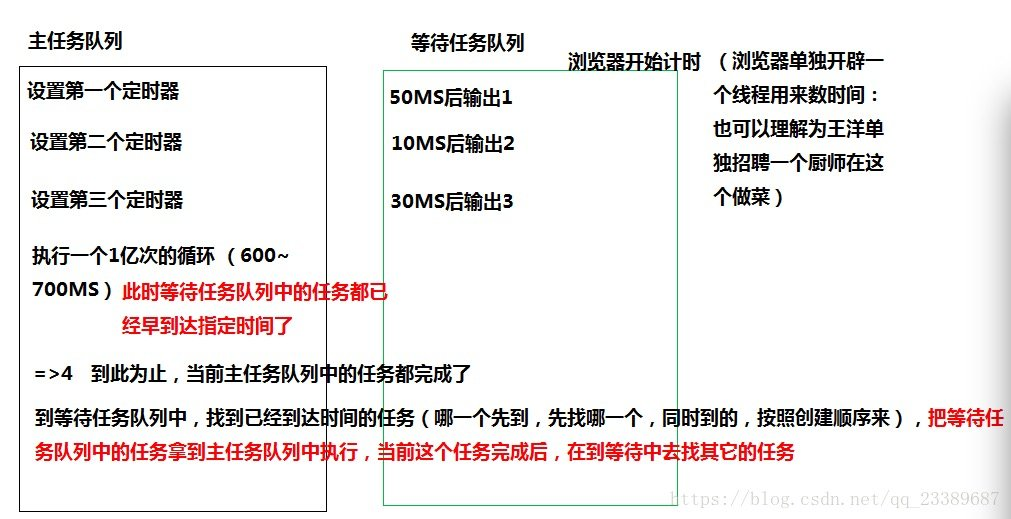 主任务队列
设置第一个定时器
设置第二个定时器
设置第三个定时器
执行一个1亿次的循环（600~
700MS）此时等待任务队列中的任务都已
经早到达指定时间了
=>4 到此为止，当前主任务队列中的任务都完成了
等待任务队列
50MS后输出1
10MS后输出2
30MS后输出3
浏览器开始计时 （浏览器单独开辟一
个线程用来数时间：
也可以理解为王洋单
独招聘一个厨师在这
个做菜）
到等待任务队列中，找到已经到达时间的任务（哪一个先到，先找哪一个，同时到的，按照创建顺序来），把等待任
务队列中的任务拿到主任务队列中执行，当前这个任务完成后，在到等待中去找其它的任务
https://blog.csdn.net/qq_23389687